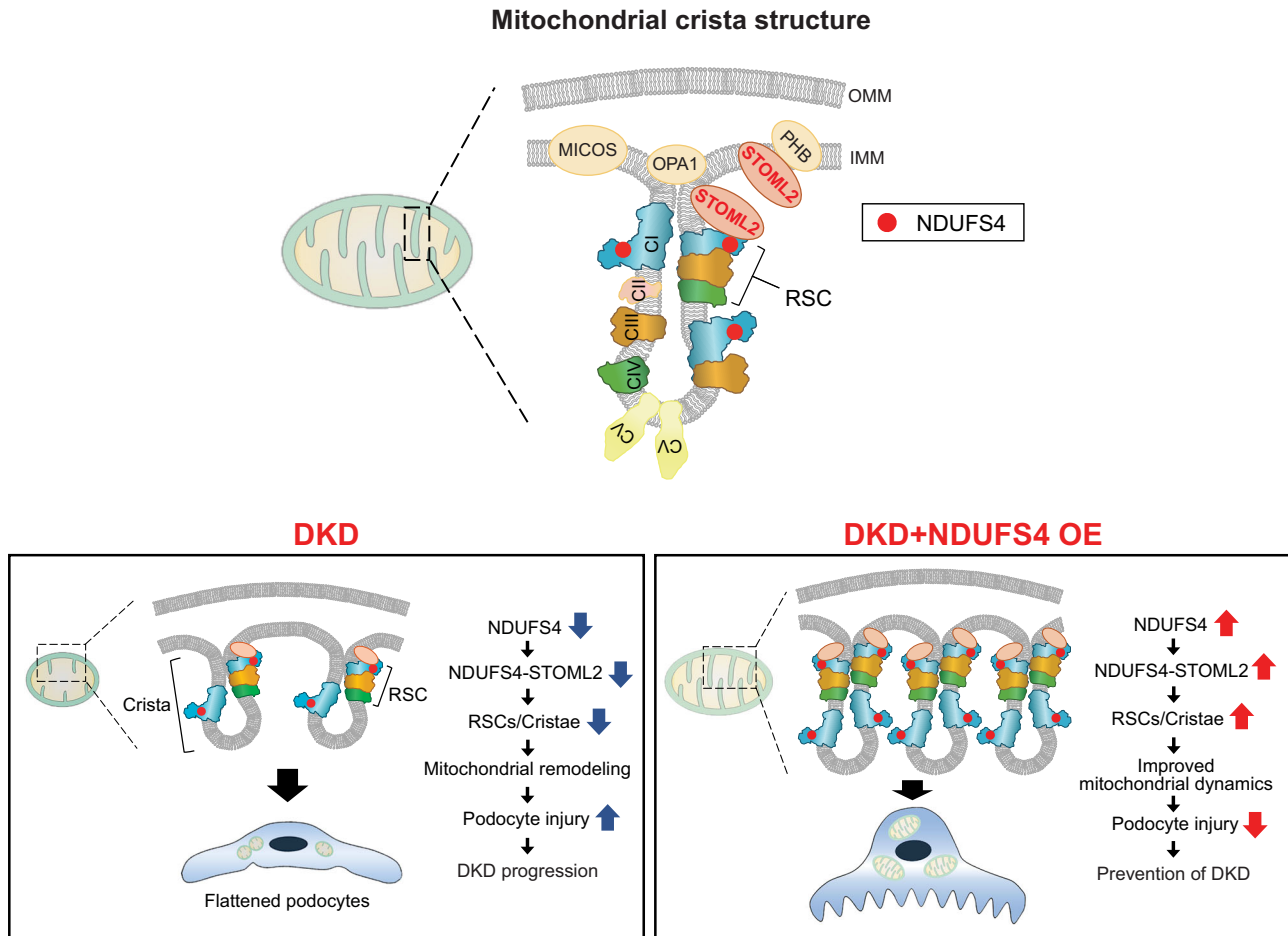 Mitochondrial crista structure
OMM
MICOS
OPA1
PHB
IMM
STOML2
STOML2
NDUFS4
CI
CII
CIII
CIV
CV
CV
RSC
DKD
Crista
RSC
NDUFS4
NDUFS4-STOML2
RSCs/Cristae
Mitochondrial remodeling
Podocyte injury
DKD progression
Flattened podocytes
DKD+NDUFS4 OE
NDUFS4
NDUFS4-STOML2
RSCs/Cristae
Improved
mitochondrial dynamics
Podocyte injury
Prevention of DKD